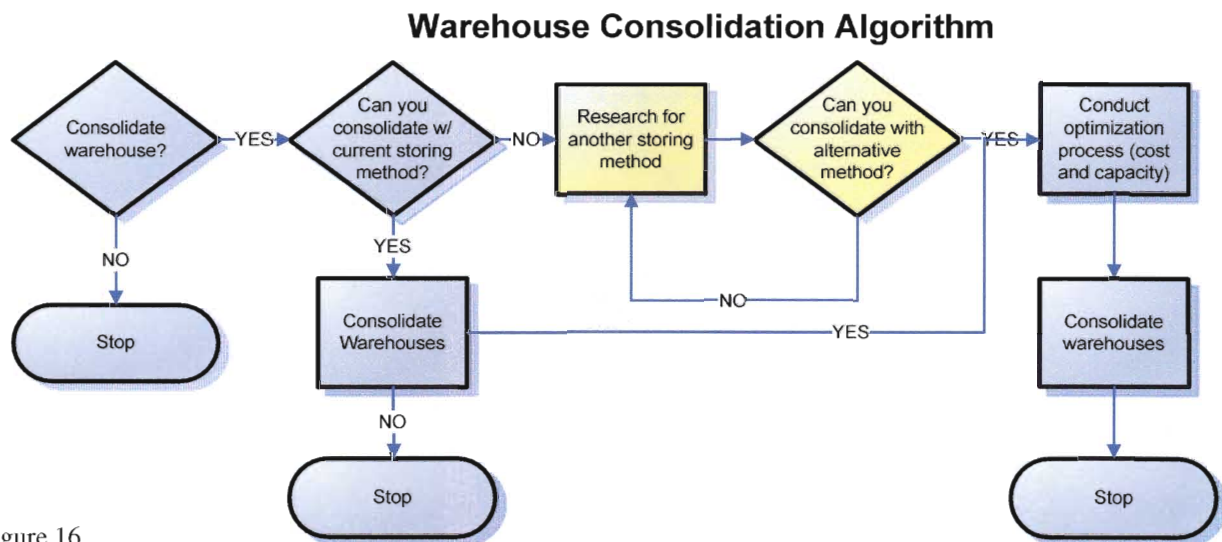 Warehouse Consolidation Algorithm
Consolidate
warehouse?
YES
Can you
consolidate w/
current storing
method?
NO
Research for
another storing
method
Can you
consolidate with
alternative
method?
YES
Conduct
optimization
process (cost
and capacity)
NO
YES
NO
Stop
Consolidate
Warehouses
YES
Consolidate
warehouses
NO
Stop
Stop
gure 16